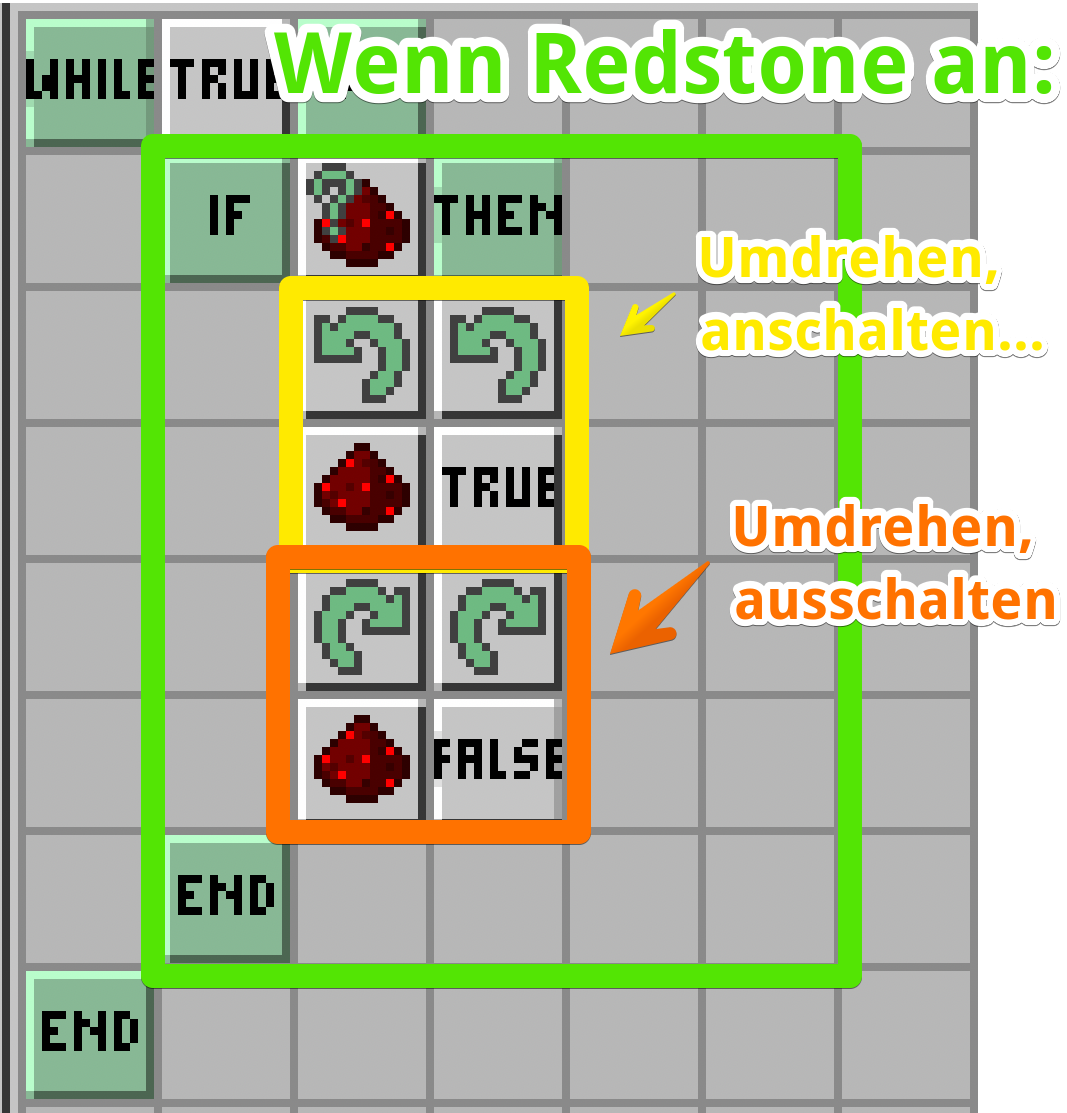 Wenn Redstone an:
WHILE TRUE
IF THEN
Umdrehen,
anschalten...
TRUE
Umdrehen,
ausschalten
FALSE
END
END